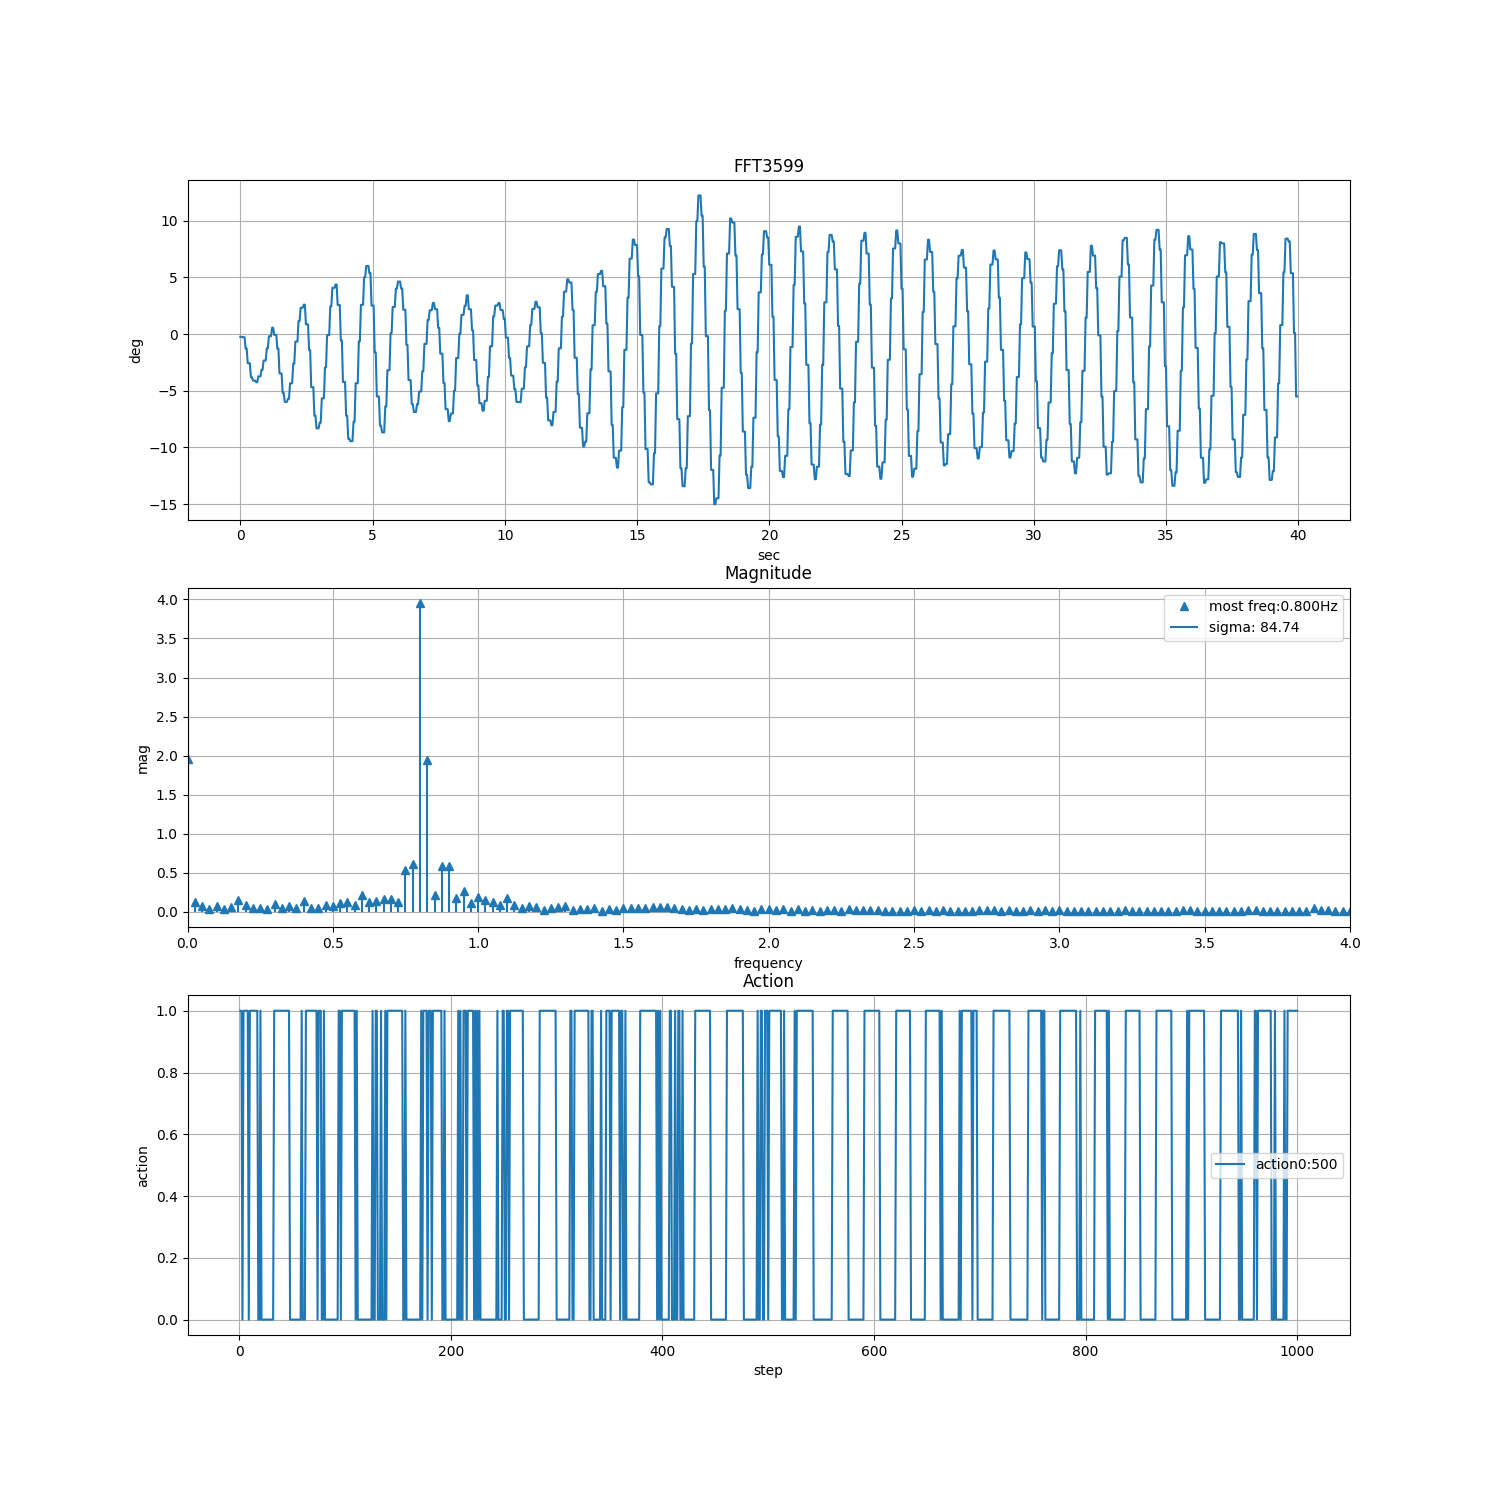 FFT3599
10
5
0
−5
−10
−15
deg
0 5 10 15 20 25 30 35 40
sec
Magnitude
4.0
3.5
3.0
2.5
2.0
1.5
1.0
0.5
0.0
mag
most freq:0.800Hz
sigma: 84.74
0.0 0.5 1.0 1.5 2.0 2.5 3.0 3.5 4.0
frequency
Action
1.0
0.8
0.6
0.4
0.2
0.0
action
action0:500
0 200 400 600 800 1000
step